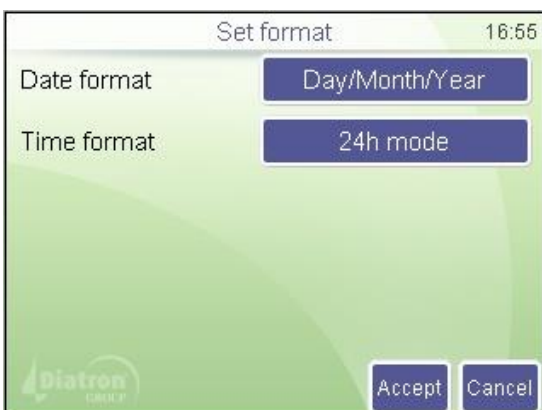 Set format 16:55
Date format Day/Month/Year
Time format 24h mode
Diatron
GROUP
Accept Cancel